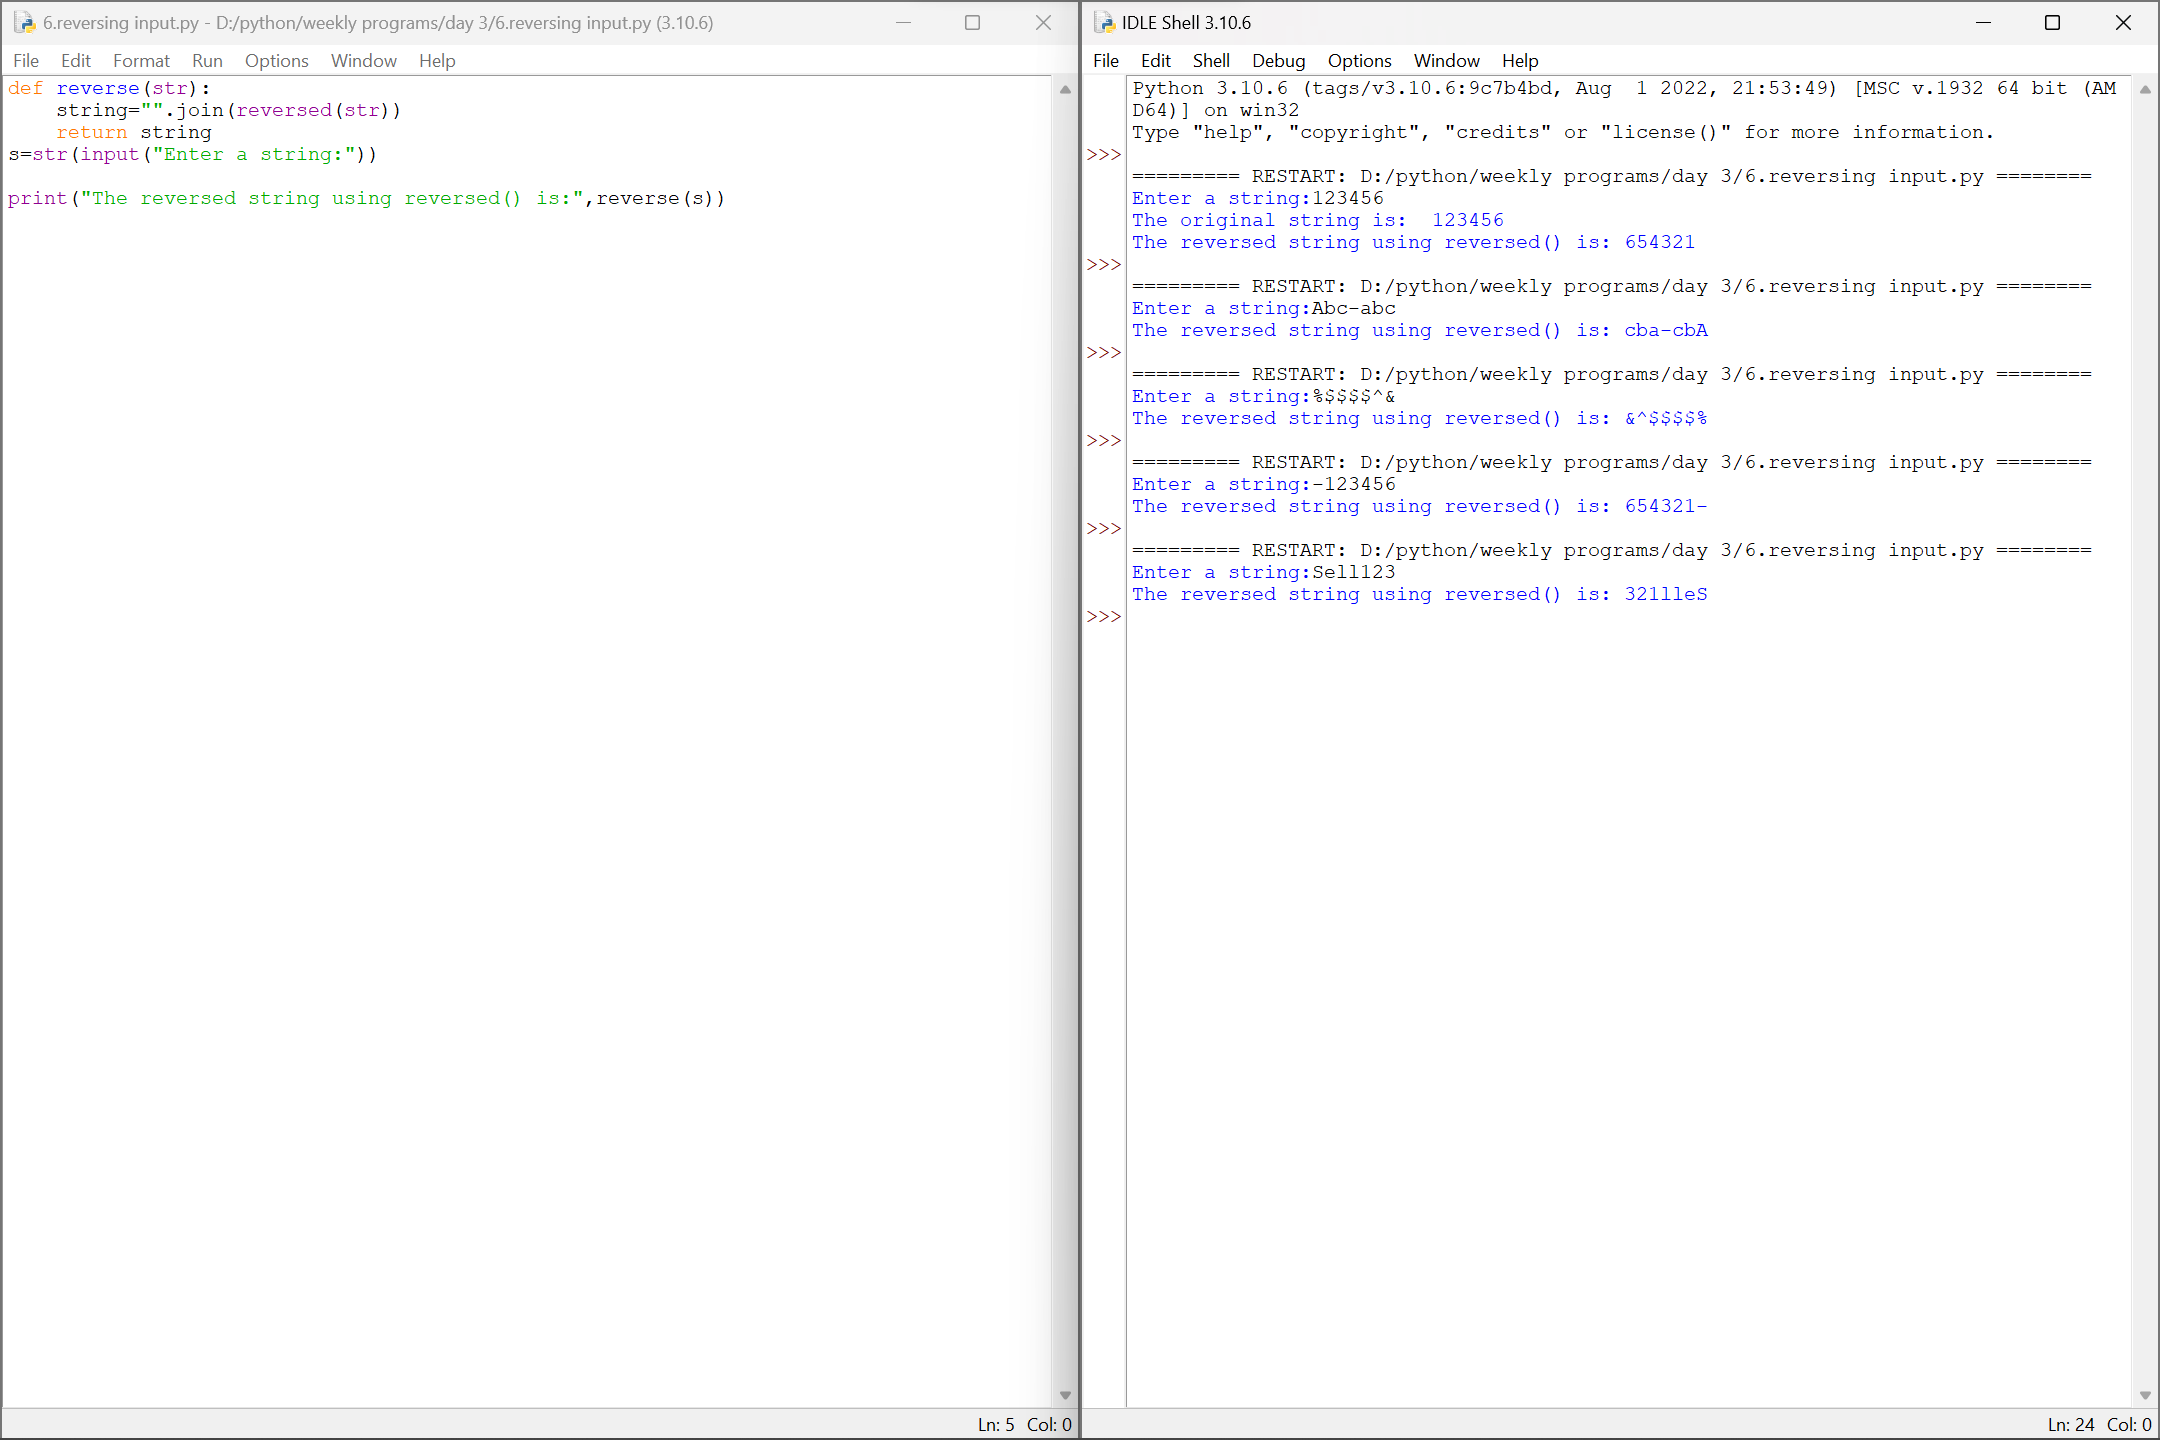 6.reversing input.py - D:/python/weekly programs/day 3/6.reversing input.py (3.10.6)
File Edit Format Run Options Window Help
def reverse(str):
    string="".join(reversed(str))
    return string
s=str(input("Enter a string:"))
print("The reversed string using reversed() is:",reverse(s))
Ln: 5 Col: 0
IDLE Shell 3.10.6
File Edit Shell Debug Options Window Help
Python 3.10.6 (tags/v3.10.6:9c7b4bd, Aug  1 2022, 21:53:49) [MSC v.1932 64 bit (AM
D64)] on win32
Type "help", "copyright", "credits" or "license()" for more information.
>>>
========= RESTART: D:/python/weekly programs/day 3/6.reversing input.py ========
Enter a string:123456
The original string is:  123456
The reversed string using reversed() is: 654321
>>>
========= RESTART: D:/python/weekly programs/day 3/6.reversing input.py ========
Enter a string:Abc-abc
The reversed string using reversed() is: cba-cbA
>>>
========= RESTART: D:/python/weekly programs/day 3/6.reversing input.py ========
Enter a string:%$$$$^&
The reversed string using reversed() is: &^$$$$%
>>>
========= RESTART: D:/python/weekly programs/day 3/6.reversing input.py ========
Enter a string:-123456
The reversed string using reversed() is: 654321-
>>>
========= RESTART: D:/python/weekly programs/day 3/6.reversing input.py ========
Enter a string:Sell123
The reversed string using reversed() is: 321lleS
>>>
Ln: 24 Col: 0